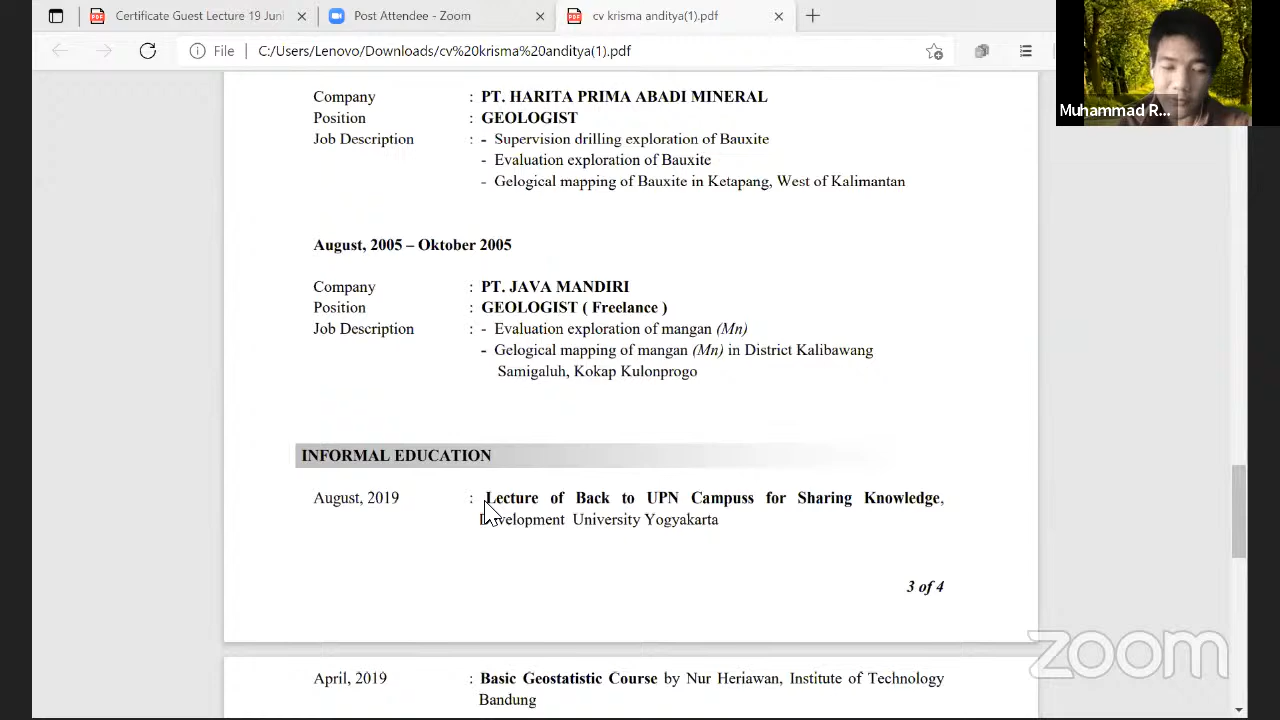 Certificate Guest Lecture 19 Juni
Post Attendee - Zoom
cv krisma anditya(1).pdf
File
C:/Users/Lenovo/Downloads/cv%20krisma%20anditya(1).pdf
Muhammad R...
Company : PT. HARITA PRIMA ABADI MINERAL
Position : GEOLOGIST
Job Description : - Supervision drilling exploration of Bauxite
- Evaluation exploration of Bauxite
- Gelogical mapping of Bauxite in Ketapang, West of Kalimantan
August, 2005 – Oktober 2005
Company : PT. JAVA MANDIRI
Position : GEOLOGIST ( Freelance )
Job Description : - Evaluation exploration of mangan (Mn)
- Gelogical mapping of mangan (Mn) in District Kalibawang
Samigaluh, Kokap Kulonprogo
INFORMAL EDUCATION
August, 2019 : Lecture of Back to UPN Campuss for Sharing Knowledge,
Development University Yogyakarta
3 of 4
zoom
April, 2019 : Basic Geostatistic Course by Nur Heriawan, Institute of Technology
Bandung